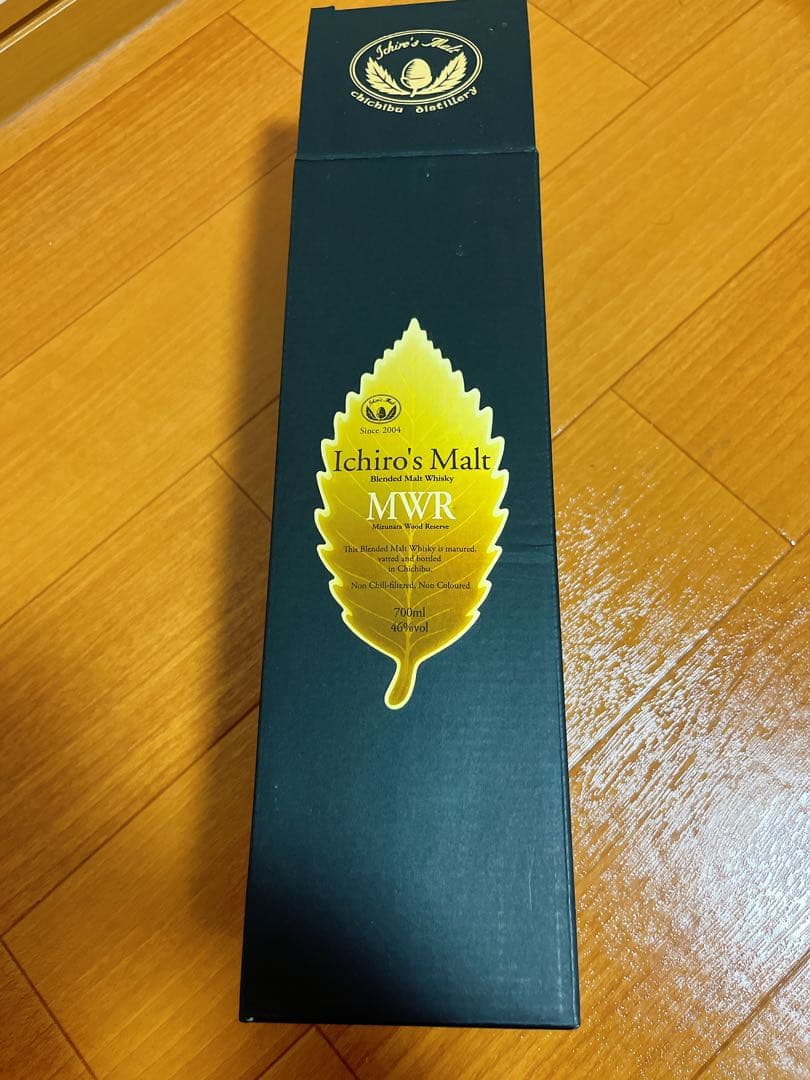 Ichiro's Malt
chichibu distillery
Ichiro's Malt
Since 2004
Ichiro's Malt
Blended Malt Whisky
MWR
Mizunara Wood Reserve
This Blended Malt Whisky is matured,
vatted and bottled
in Chichibu.
Non Chill-filtered, Non Coloured
700ml
46%vol